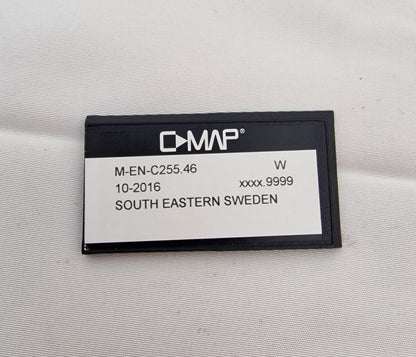 C-MAP®
M-EN-C255.46 W
10-2016 xxxx.9999
SOUTH EASTERN SWEDEN